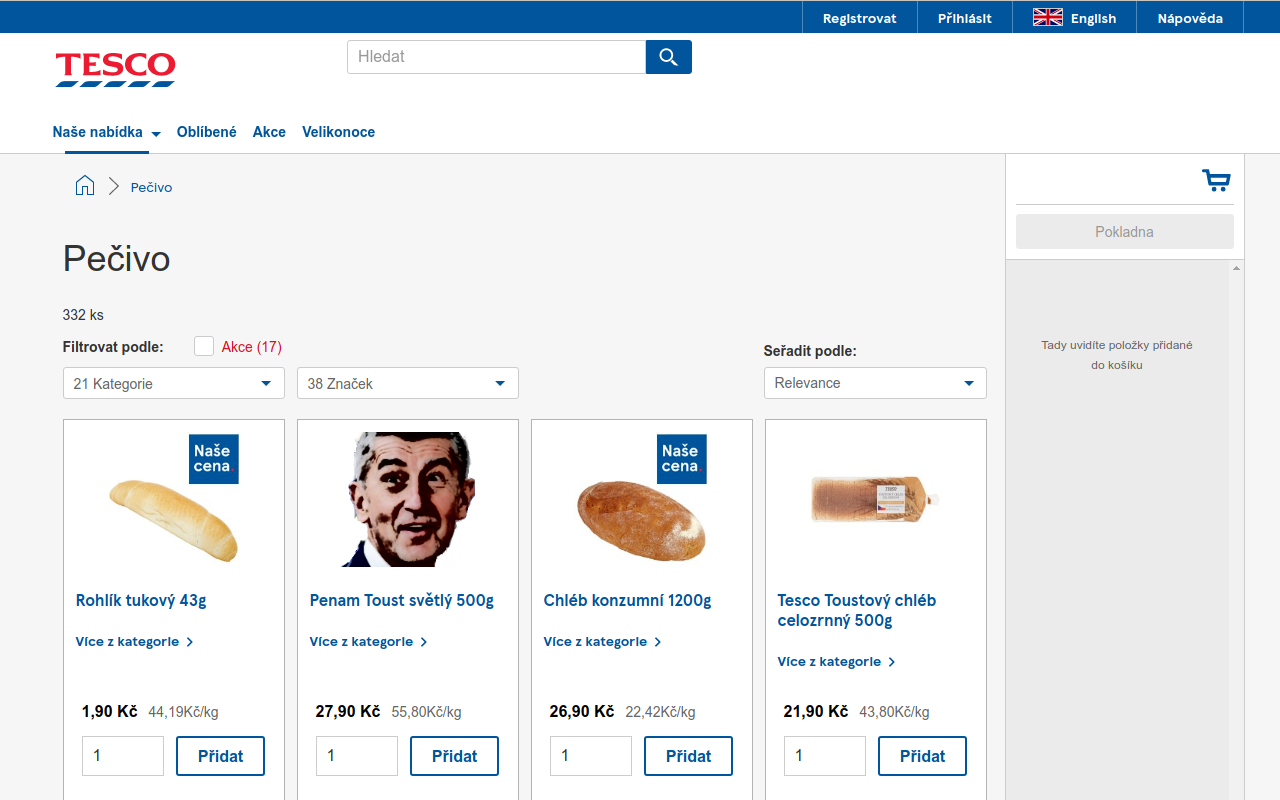 Registrovat
Přihlásit
English
Nápověda
TESCO
Hledat
Naše nabídka
Oblíbené
Akce
Velikonoce
Pečivo
Pokladna
Pečivo
332 ks
Filtrovat podle:
Akce (17)
Seřadit podle:
21 Kategorie
38 Značek
Relevance
Tady uvidíte položky přidané
do košíku
Naše
cena.
Naše
cena.
TESCO
Rohlík tukový 43g
Penam Toust světlý 500g
Chléb konzumní 1200g
Tesco Toustový chléb
celozrnný 500g
Více z kategorie
Více z kategorie
Více z kategorie
Více z kategorie
1,90 Kč 44,19Kč/kg
27,90 Kč 55,80Kč/kg
26,90 Kč 22,42Kč/kg
21,90 Kč 43,80Kč/kg
1
Přidat
1
Přidat
1
Přidat
1
Přidat